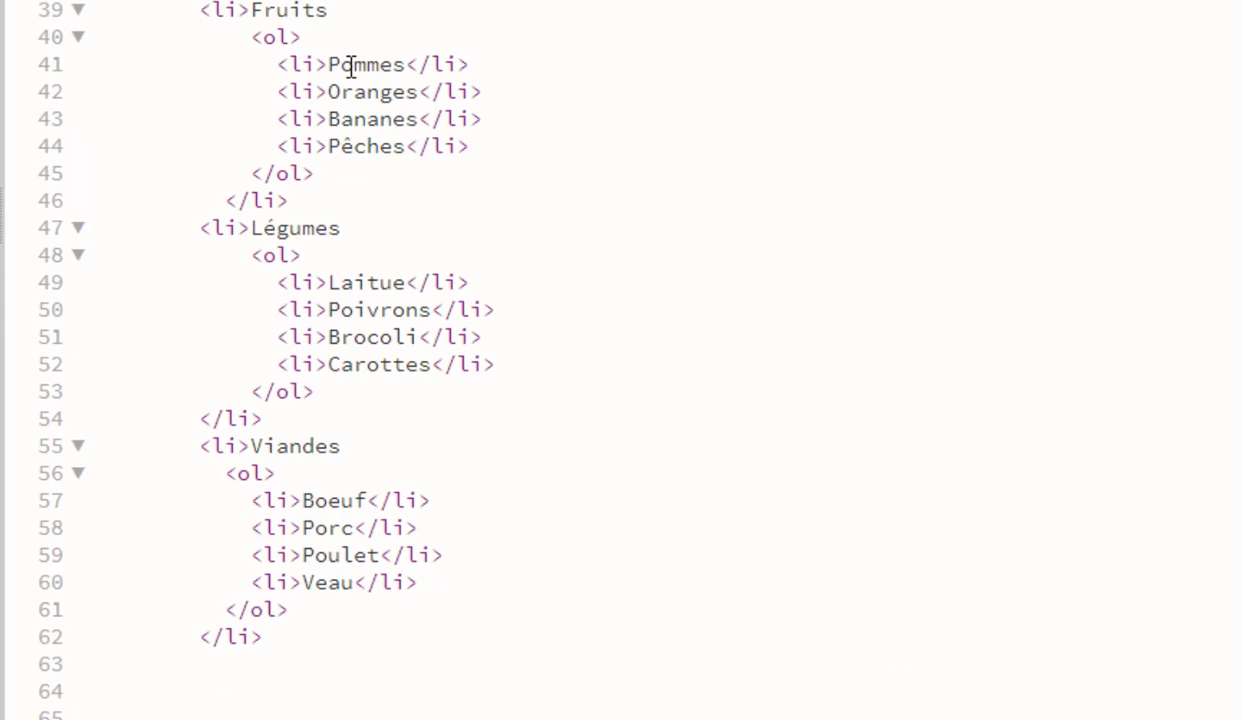 39 <li>Fruits
40 <ol>
41 <li>Pommes</li>
42 <li>Oranges</li>
43 <li>Bananes</li>
44 <li>Pêches</li>
45 </ol>
46 </li>
47 <li>Légumes
48 <ol>
49 <li>Laitue</li>
50 <li>Poivrons</li>
51 <li>Brocoli</li>
52 <li>Carottes</li>
53 </ol>
54 </li>
55 <li>Viandes
56 <ol>
57 <li>Boeuf</li>
58 <li>Porc</li>
59 <li>Poulet</li>
60 <li>Veau</li>
61 </ol>
62 </li>
63
64
65